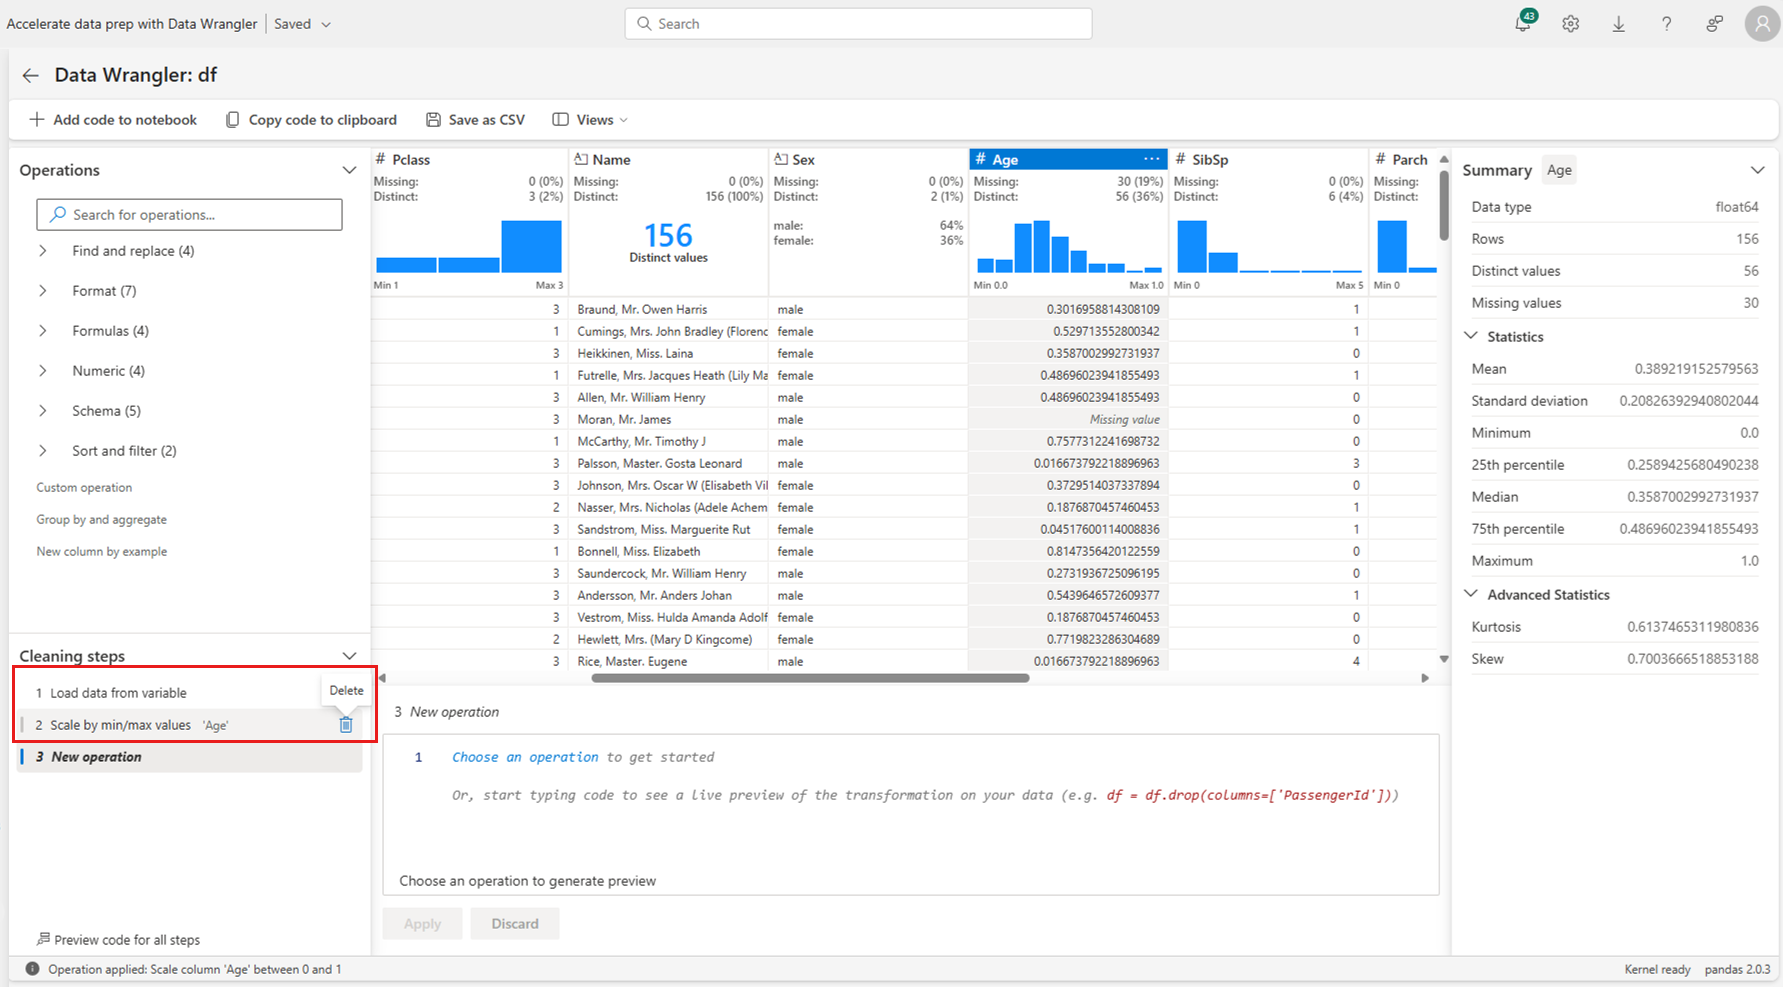 Accelerate data prep with Data Wrangler Saved
Search
43
Data Wrangler: df
Add code to notebook Copy code to clipboard Save as CSV Views
Operations
Search for operations...
Find and replace (4)
Format (7)
Formulas (4)
Numeric (4)
Schema (5)
Sort and filter (2)
Custom operation
Group by and aggregate
New column by example
Cleaning steps
1 Load data from variable
Delete
2 Scale by min/max values 'Age'
3 New operation
Preview code for all steps
# Pclass Name Sex # Age ... # SibSp # Parch
Missing: 0 (0%) Missing: 0 (0%) Missing: 0 (0%) Missing: 30 (19%) Missing: 0 (0%) Missing:
Distinct: 3 (2%) Distinct: 156 (100%) Distinct: 2 (1%) Distinct: 56 (36%) Distinct: 6 (4%) Distinct:
156
Distinct values
male: 64%
female: 36%
Min 1 Max 3 Min 0.0 Max 1.0 Min 0 Max 5 Min 0
3 Braund, Mr. Owen Harris male 0.3016958814308109 1
1 Cumings, Mrs. John Bradley (Florenc female 0.529713552800342 1
3 Heikkinen, Miss. Laina female 0.3587002992731937 0
1 Futrelle, Mrs. Jacques Heath (Lily Ma female 0.48696023941855493 1
3 Allen, Mr. William Henry male 0.48696023941855493 0
3 Moran, Mr. James male Missing value 0
1 McCarthy, Mr. Timothy J male 0.7577312241698732 0
3 Palsson, Master. Gosta Leonard male 0.016673792218896963 3
3 Johnson, Mrs. Oscar W (Elisabeth Vil female 0.3729514037337894 0
2 Nasser, Mrs. Nicholas (Adele Achem female 0.1876870457460453 1
3 Sandstrom, Miss. Marguerite Rut female 0.04517600114008836 1
1 Bonnell, Miss. Elizabeth female 0.8147356420122559 0
3 Saundercock, Mr. William Henry male 0.2731936725096195 0
3 Andersson, Mr. Anders Johan male 0.5439646572609377 1
3 Vestrom, Miss. Hulda Amanda Adolf female 0.1876870457460453 0
2 Hewlett, Mrs. (Mary D Kingcome) female 0.7719823286304689 0
3 Rice, Master. Eugene male 0.016673792218896963 4
3 New operation
1 Choose an operation to get started
Or, start typing code to see a live preview of the transformation on your data (e.g. df = df.drop(columns=['PassengerId']))
Choose an operation to generate preview
Apply Discard
Summary Age
Data type float64
Rows 156
Distinct values 56
Missing values 30
Statistics
Mean 0.389219152579563
Standard deviation 0.20826392940802044
Minimum 0.0
25th percentile 0.2589425680490238
Median 0.3587002992731937
75th percentile 0.48696023941855493
Maximum 1.0
Advanced Statistics
Kurtosis 0.6137465311980836
Skew 0.7003666518853188
Operation applied: Scale column 'Age' between 0 and 1
Kernel ready pandas 2.0.3